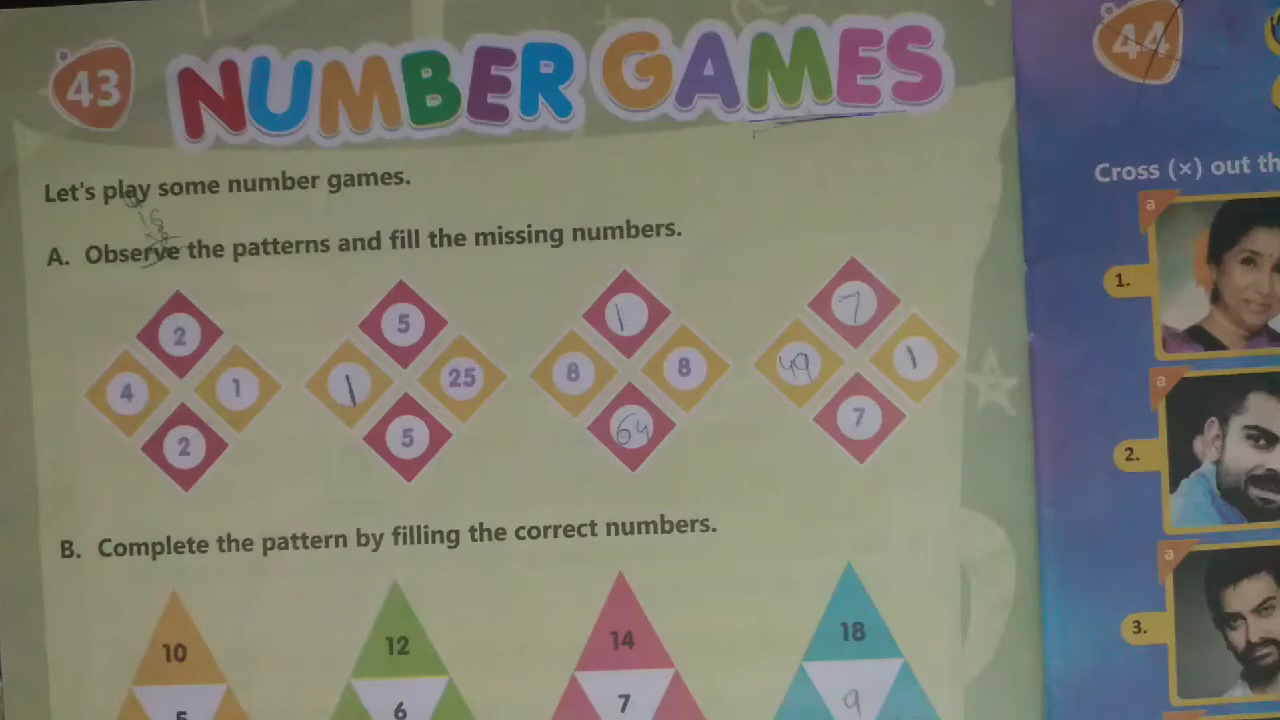 43 NUMBER GAMES
Let's play some number games.
A. Observe the patterns and fill the missing numbers.
2 5 1 7
4 1 1 25 8 8 49 1
2 5 64 7
B. Complete the pattern by filling the correct numbers.
10 12 14 18
5 6 7 9
44
Cross (×) out th
a
1.
a
2.
a
3.